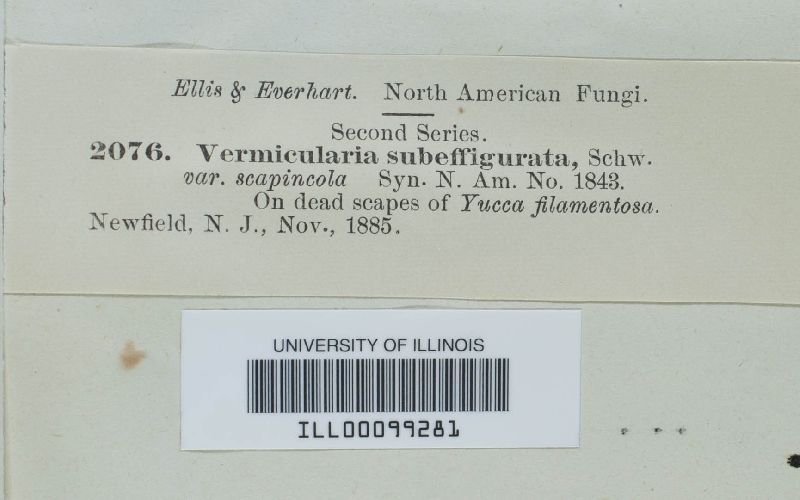 Ellis & Everhart. North American Fungi.
Second Series.
2076. Vermicularia subeffigurata, Schw.
var. scapincola Syn. N. Am. No. 1843.
On dead scapes of Yucca filamentosa.
Newfield, N. J., Nov., 1885.
UNIVERSITY OF ILLINOIS
ILL00099281